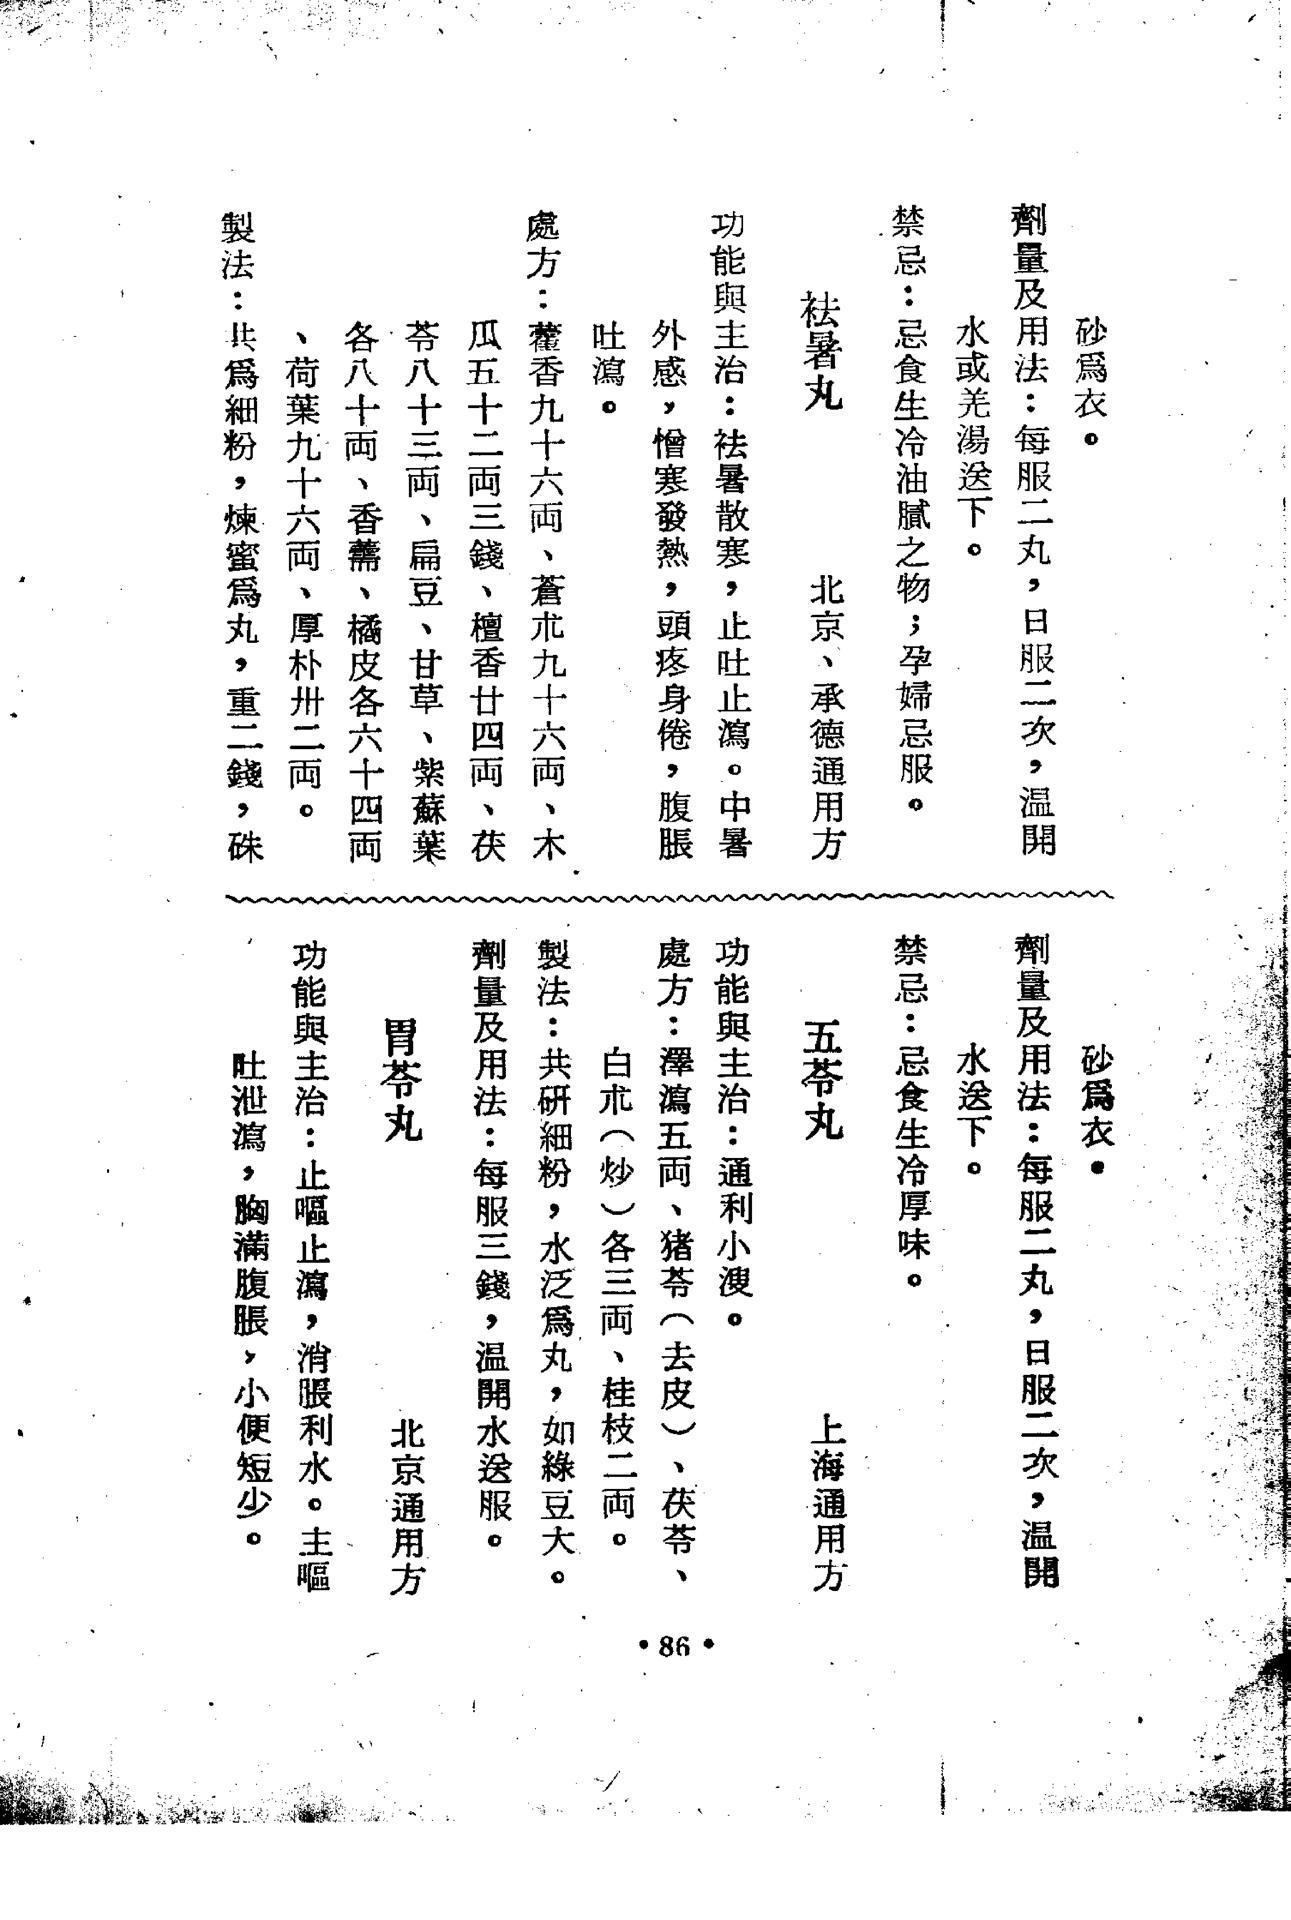 砂爲衣。
劑量及用法：每服二丸，日服二次，温開
水或羌湯送下。
禁忌：忌食生冷油膩之物；孕婦忌服。
祛暑丸　北京、承德通用方
功能與主治：祛暑散寒，止吐止瀉。中暑
外感，憎寒發熱，頭疼身倦，腹脹
吐瀉。
處方：藿香九十六両、蒼朮九十六両、木
瓜五十二両三錢、檀香廿四両、茯
苓八十三両、扁豆、甘草、紫蘇葉
各八十両、香薷、橘皮各六十四両
、荷葉九十六両、厚朴卅二両。
製法：共爲細粉，煉蜜爲丸，重二錢，硃
砂爲衣。
劑量及用法：每服二丸，日服二次，温開
水送下。
禁忌：忌食生冷厚味。
五苓丸　上海通用方
功能與主治：通利小溲。
處方：澤瀉五両、猪苓（去皮）、茯苓、
白朮（炒）各三両、桂枝二両。
製法：共研細粉，水泛爲丸，如綠豆大。
劑量及用法：每服三錢，温開水送服。
胃苓丸　北京通用方
功能與主治：止嘔止瀉，消脹利水。主嘔
吐泄瀉，胸滿腹脹，小便短少。
•86•